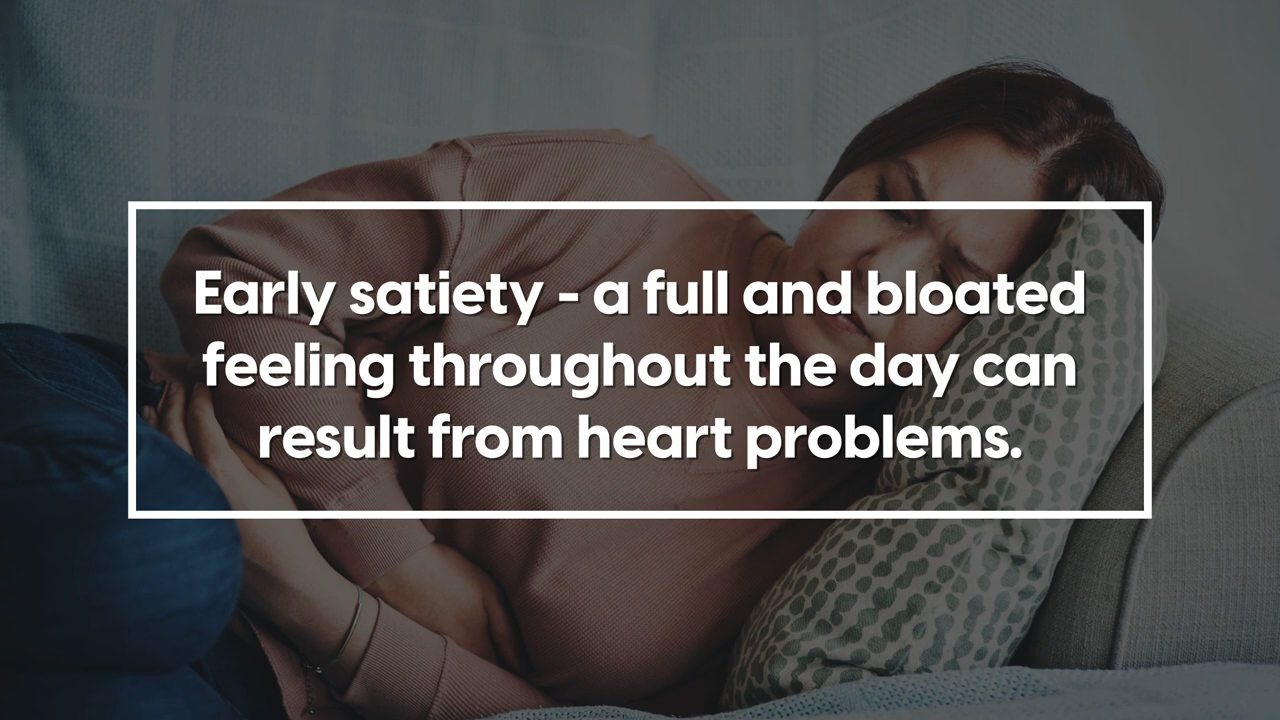 Early satiety - a full and bloated
feeling throughout the day can
result from heart problems.